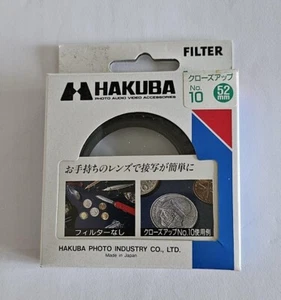 FILTER
HAKUBA
PHOTO AUDIO VIDEO ACCESSORIES
クローズアップ
No.
10
52
mm
お手持ちのレンズで接写が簡単に
フィルターなし
クローズアップNo.10使用例
HAKUBA PHOTO INDUSTRY CO., LTD.
Made in Japan